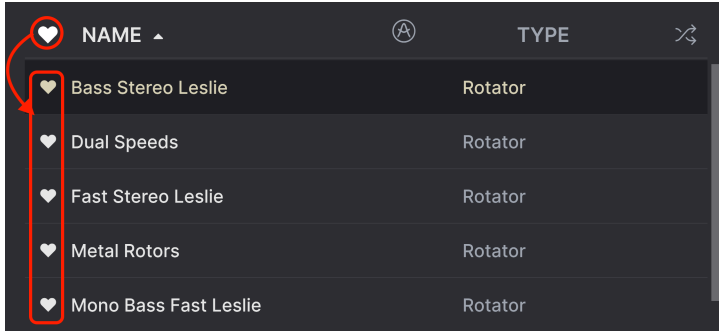 NAME TYPE
Bass Stereo Leslie Rotator
Dual Speeds Rotator
Fast Stereo Leslie Rotator
Metal Rotors Rotator
Mono Bass Fast Leslie Rotator